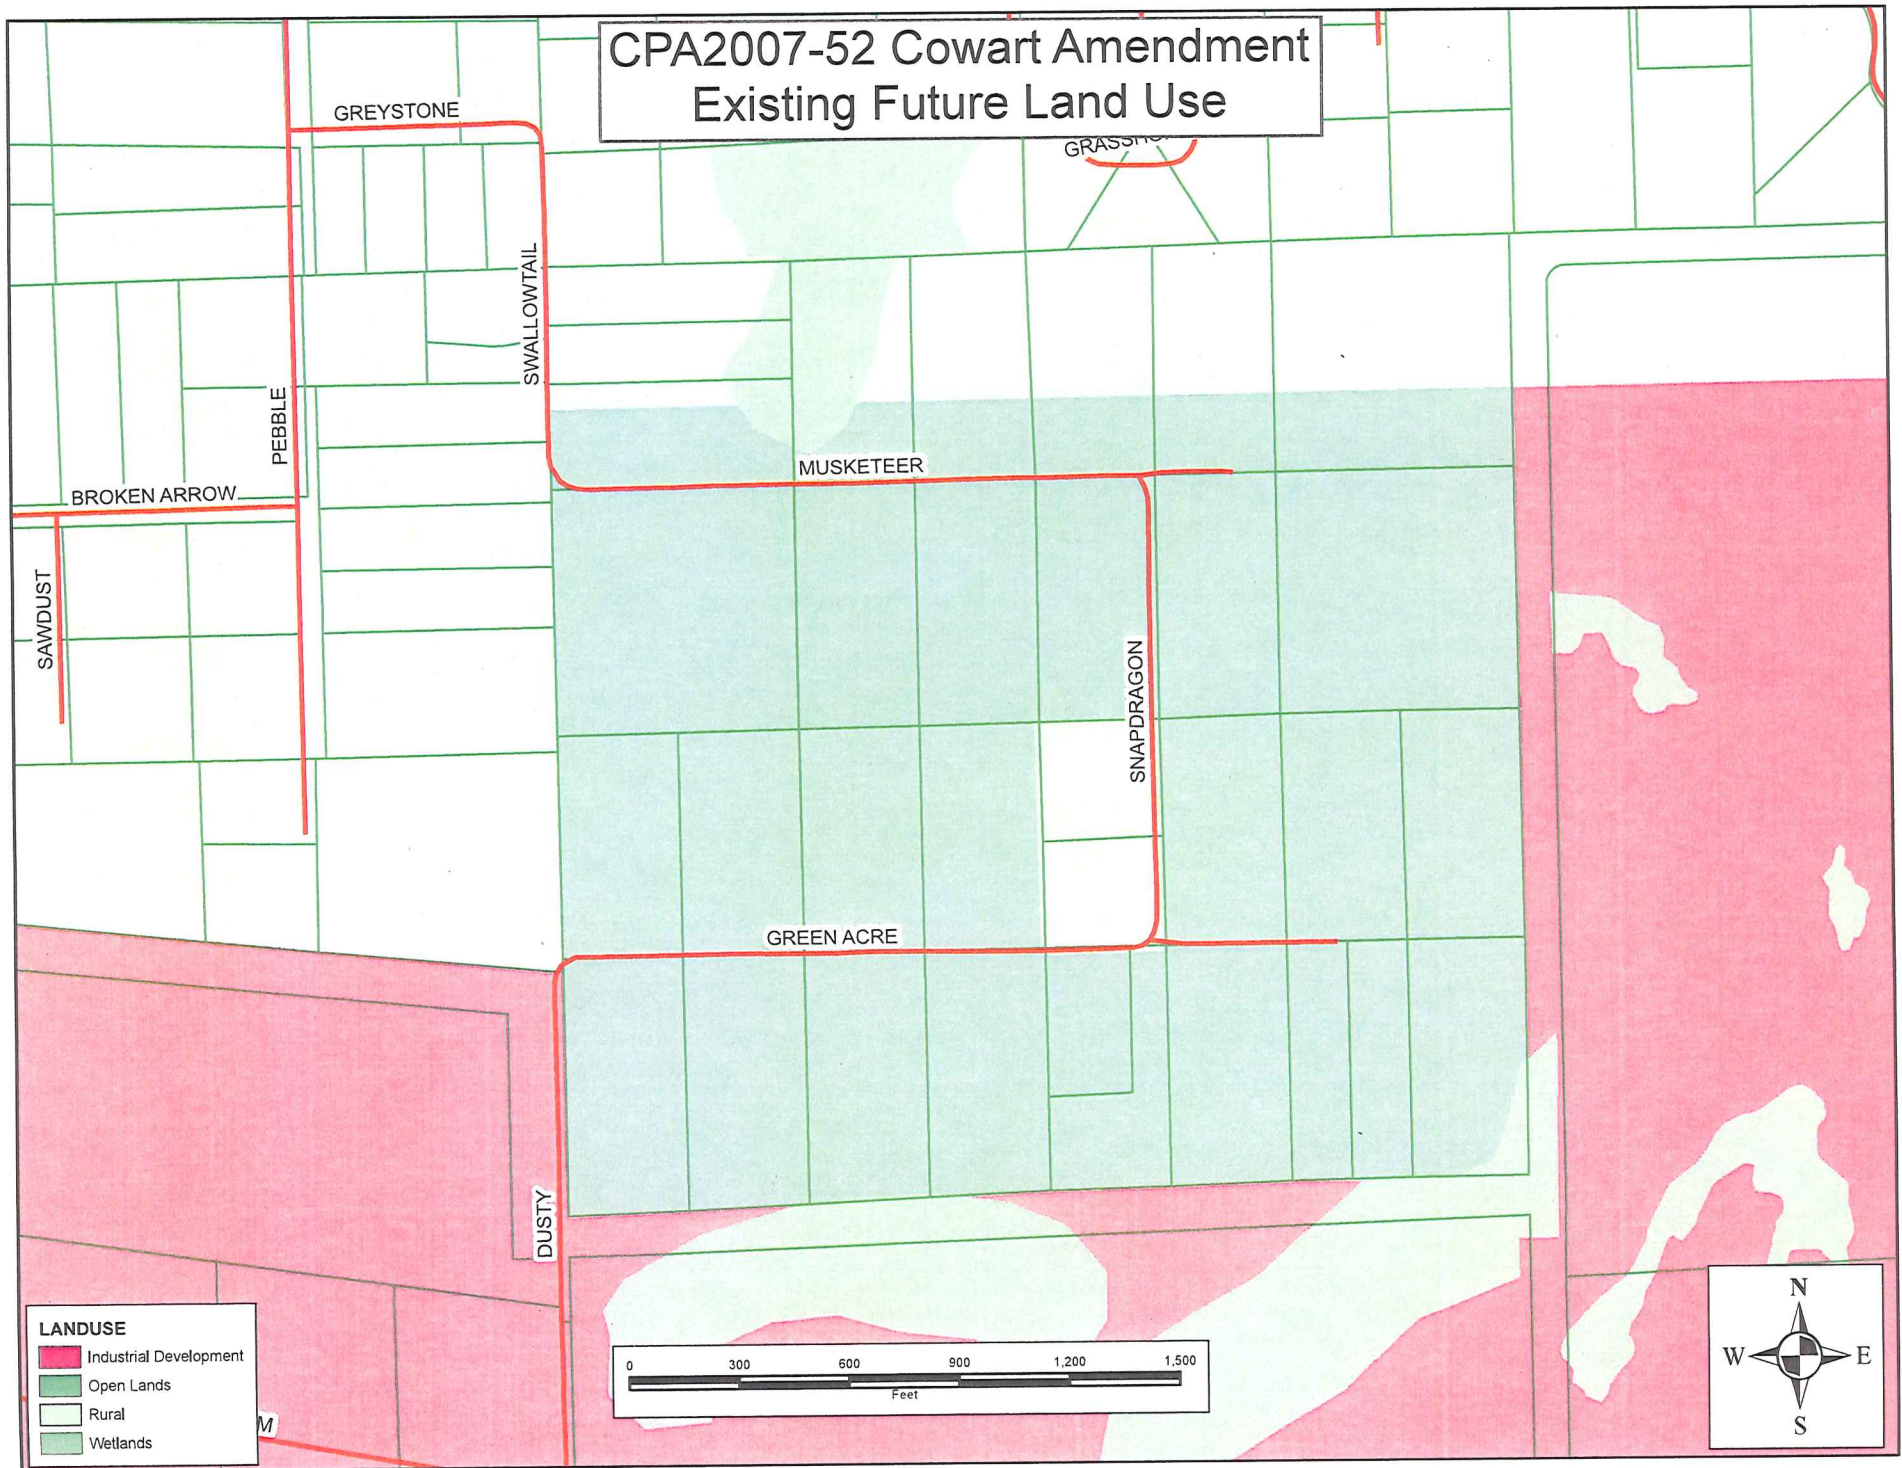 CPA2007-52 Cowart Amendment
Existing Future Land Use
GREYSTONE
SWALLOWTAIL
PEBBLE
MUSKETEER
BROKEN ARROW
SAWDUST
SNAPDRAGON
GREEN ACRE
DUSTY
LANDUSE
Industrial Development
Open Lands
Rural
Wetlands
M
0 300 600 900 1,200 1,500
Feet
N
W E
S